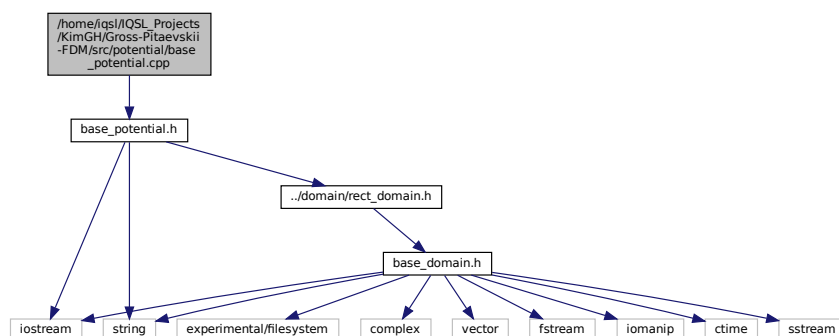 /home/iqsl/IQSL_Projects
/KimGH/Gross-Pitaevskii
-FDM/src/potential/base
_potential.cpp
base_potential.h
../domain/rect_domain.h
base_domain.h
iostream
string
experimental/filesystem
complex
vector
fstream
iomanip
ctime
sstream